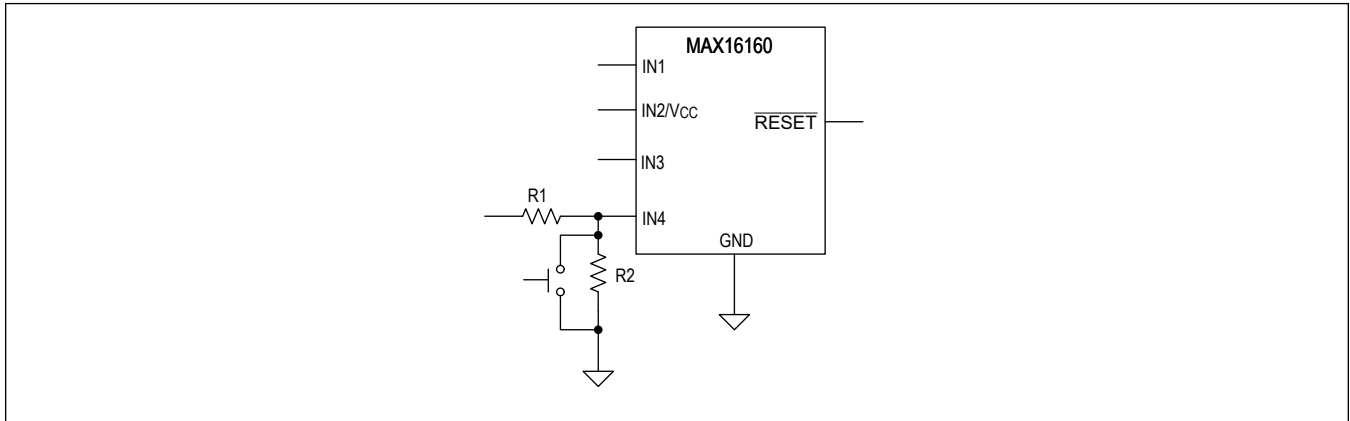 MAX16160
IN1
IN2/VCC
RESET
IN3
R1
IN4
GND
R2